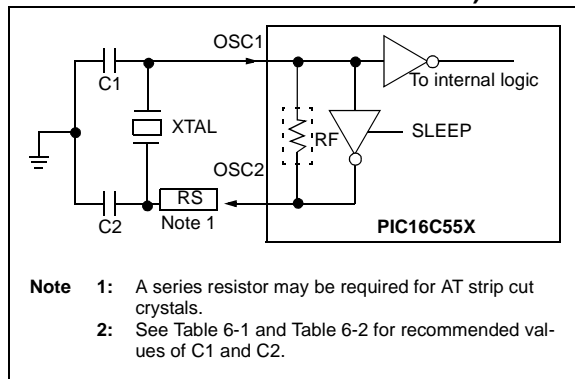 OSC1
C1
To internal logic
XTAL
RF
SLEEP
OSC2
RS
C2
Note 1
PIC16C55X
Note 1: A series resistor may be required for AT strip cut
crystals.
2: See Table 6-1 and Table 6-2 for recommended val-
ues of C1 and C2.